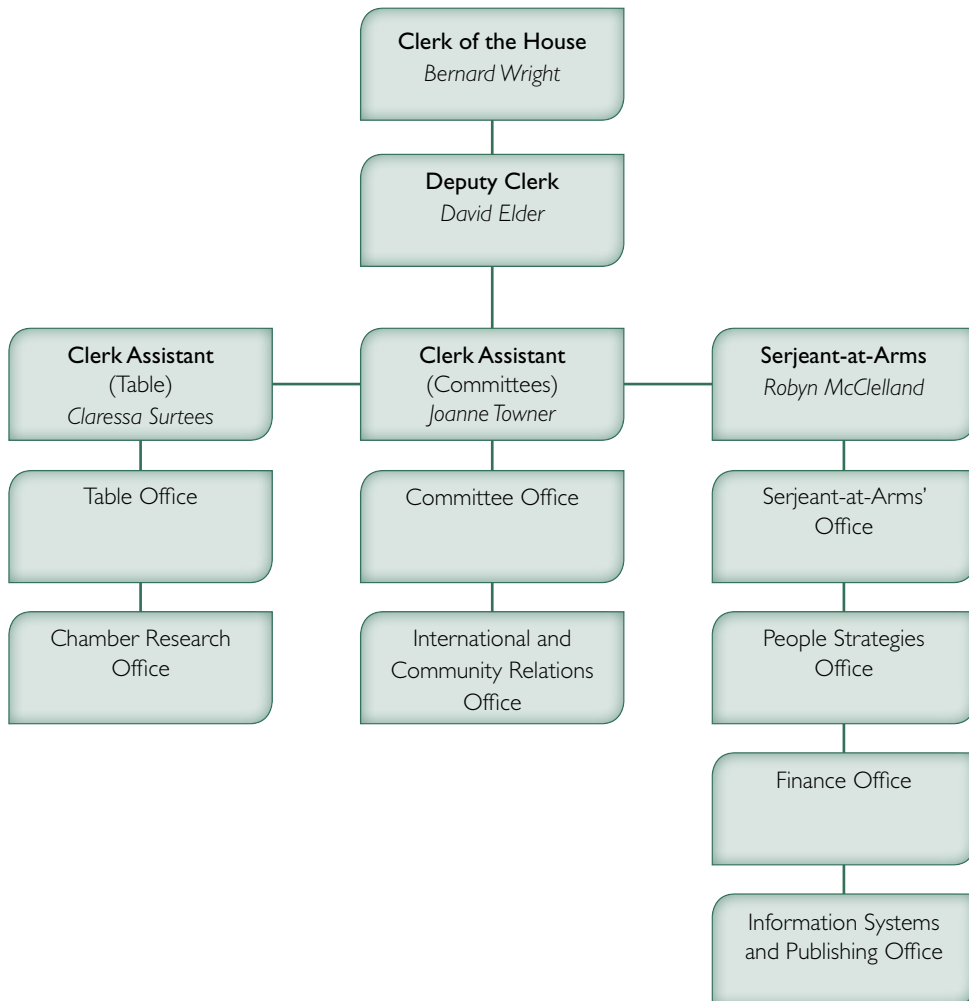 Clerk of the House
Bernard Wright
Deputy Clerk
David Elder
Clerk Assistant
(Table)
Claressa Surtees
Clerk Assistant
(Committees)
Joanne Towner
Serjeant-at-Arms
Robyn McClelland
Table Office
Committee Office
Serjeant-at-Arms’
Office
Chamber Research
Office
International and
Community Relations
Office
People Strategies
Office
Finance Office
Information Systems
and Publishing Office